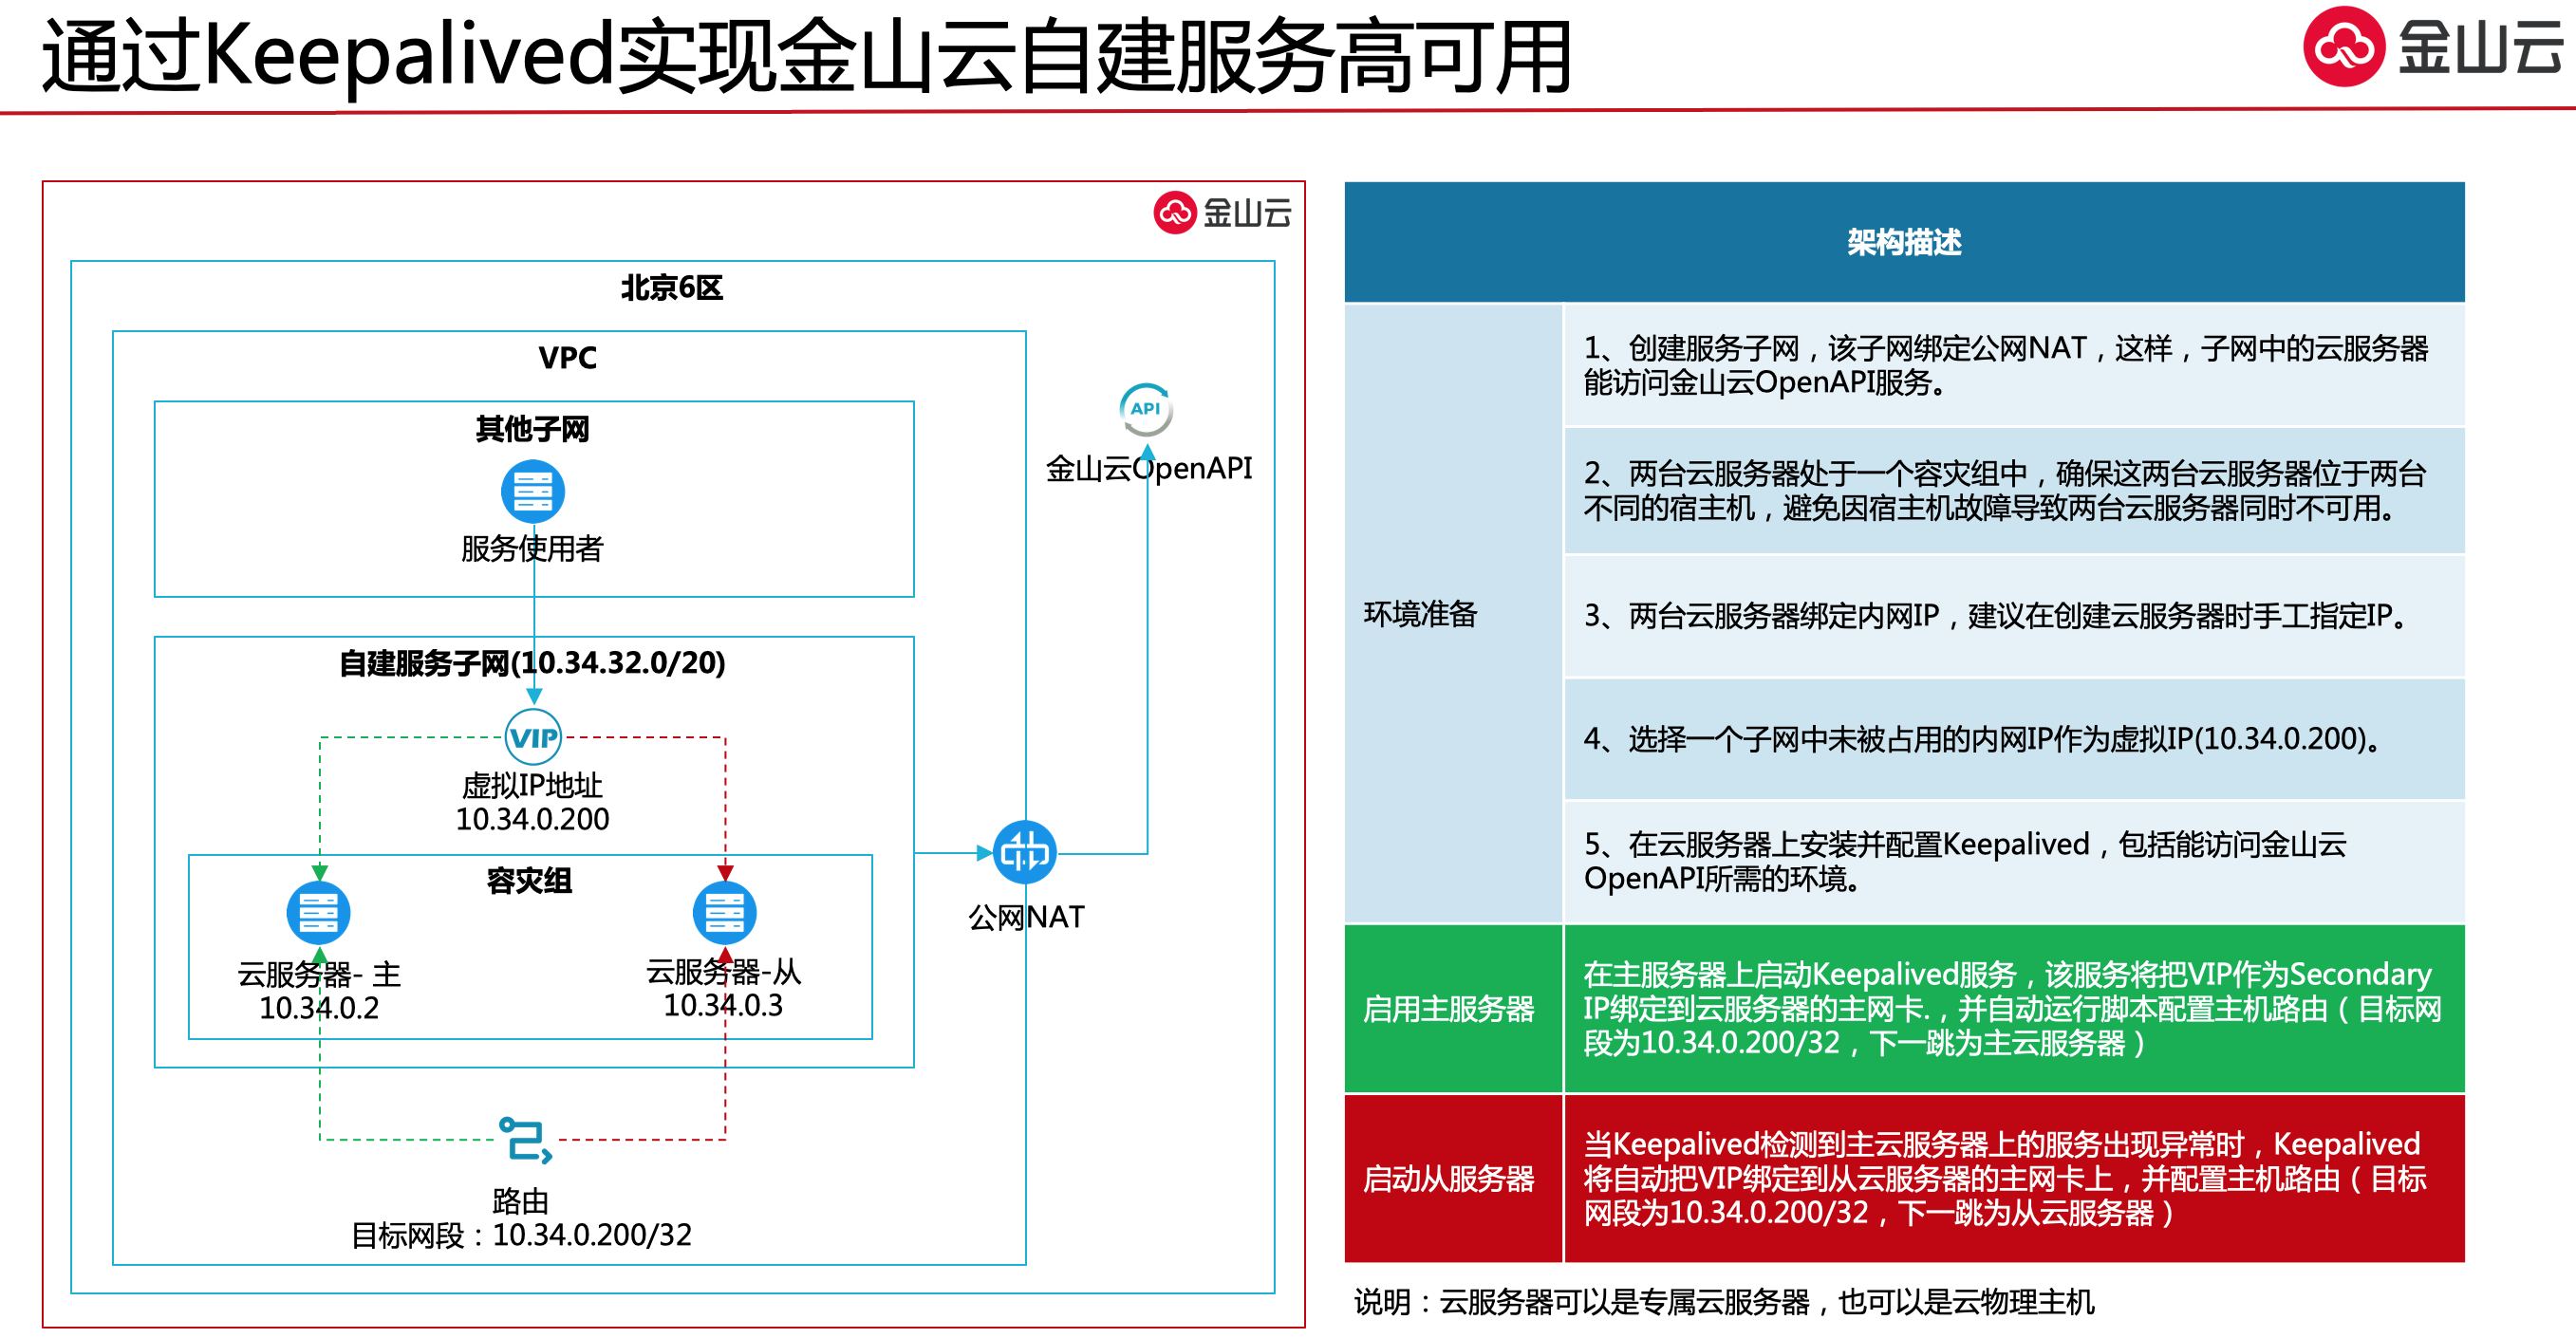 通过Keepalived实现金山云自建服务高可用
金山云
金山云
北京6区
VPC
其他子网
服务使用者
API
金山云OpenAPI
自建服务子网(10.34.32.0/20)
VIP
虚拟IP地址
10.34.0.200
容灾组
云服务器- 主
10.34.0.2
云服务器-从
10.34.0.3
公网NAT
路由
目标网段：10.34.0.200/32
架构描述
环境准备
1、创建服务子网，该子网绑定公网NAT，这样，子网中的云服务器
能访问金山云OpenAPI服务。
2、两台云服务器处于一个容灾组中，确保这两台云服务器位于两台
不同的宿主机，避免因宿主机故障导致两台云服务器同时不可用。
3、两台云服务器绑定内网IP，建议在创建云服务器时手工指定IP。
4、选择一个子网中未被占用的内网IP作为虚拟IP(10.34.0.200)。
5、在云服务器上安装并配置Keepalived，包括能访问金山云
OpenAPI所需的环境。
启用主服务器
在主服务器上启动Keepalived服务，该服务将把VIP作为Secondary
IP绑定到云服务器的主网卡.，并自动运行脚本配置主机路由（目标网
段为10.34.0.200/32，下一跳为主云服务器）
启动从服务器
当Keepalived检测到主云服务器上的服务出现异常时，Keepalived
将自动把VIP绑定到从云服务器的主网卡上，并配置主机路由（目标
网段为10.34.0.200/32，下一跳为从云服务器）
说明：云服务器可以是专属云服务器，也可以是云物理主机